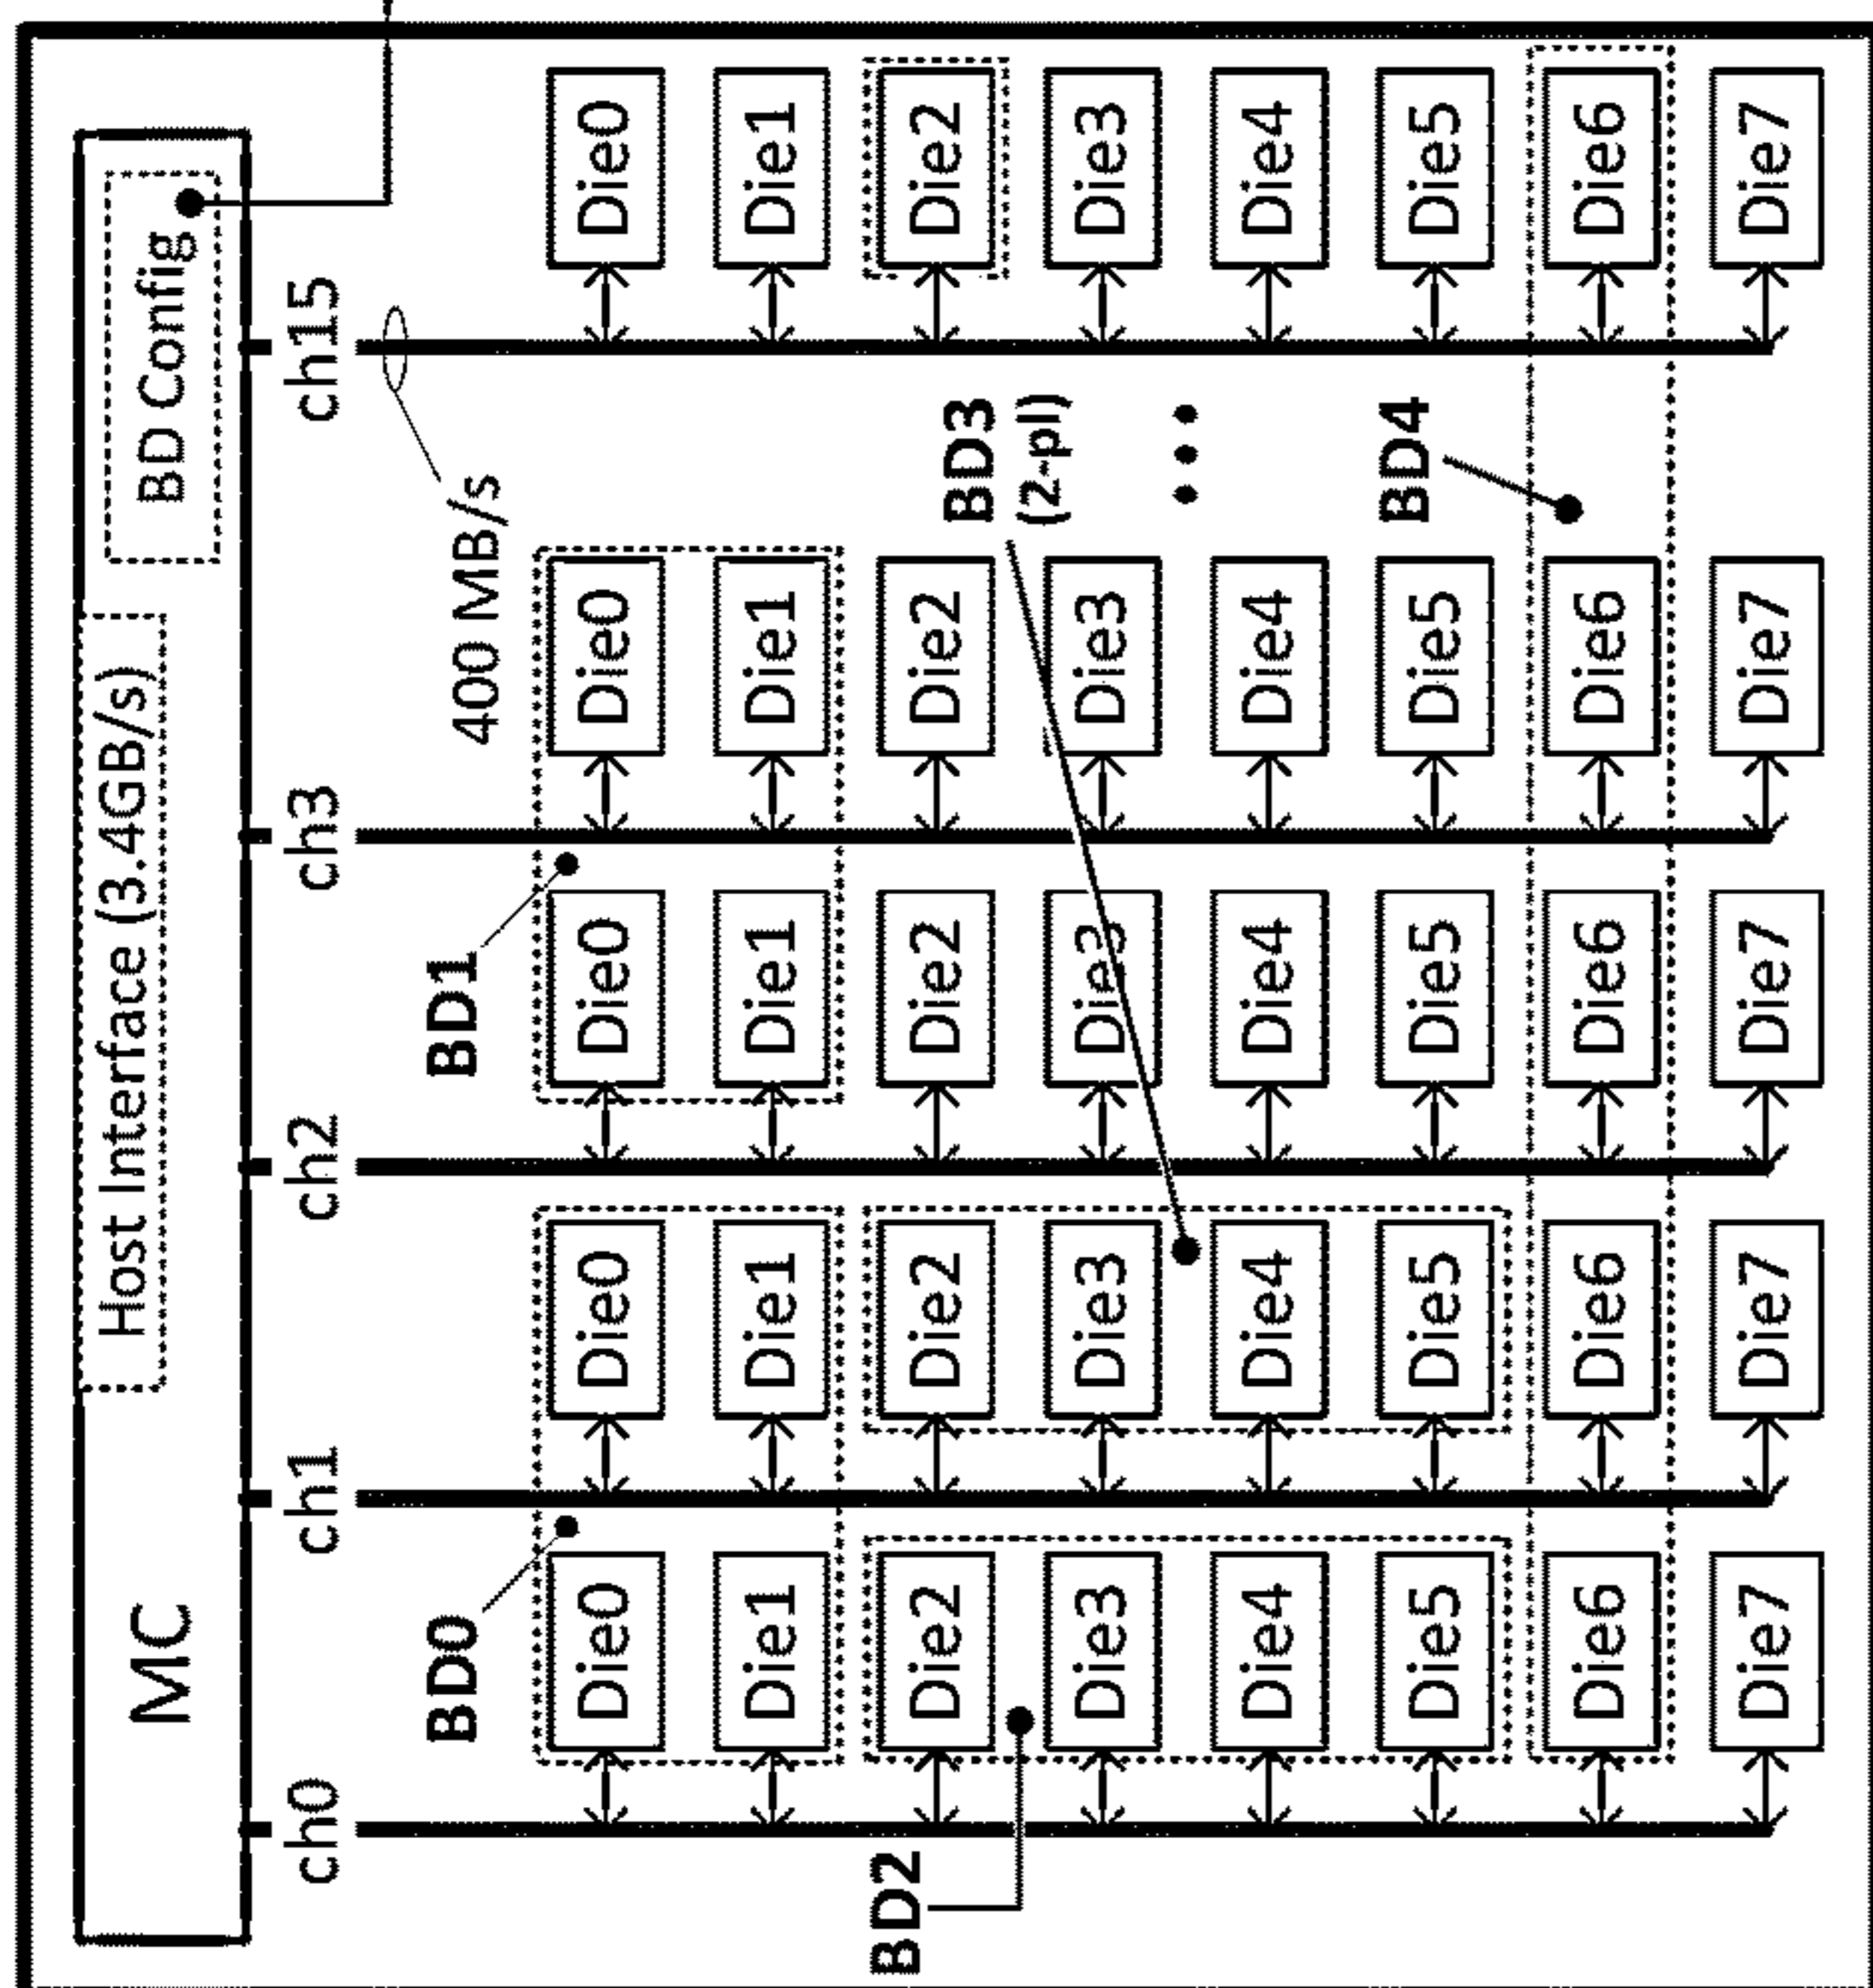 MC
Host Interface (3.4GB/s)
BD Config
ch0
ch1
ch2
ch3
ch15
400 MB/s
BD0
BD1
Die0
Die0
Die0
Die0
Die0
Die1
Die1
Die1
Die1
Die1
BD2
BD3
(2-pl)
Die2
Die2
Die2
Die2
Die2
Die3
Die3
Die3
Die3
Die3
Die4
Die4
Die4
Die4
Die4
BD4
Die5
Die5
Die5
Die5
Die5
Die6
Die6
Die6
Die6
Die6
Die7
Die7
Die7
Die7
Die7